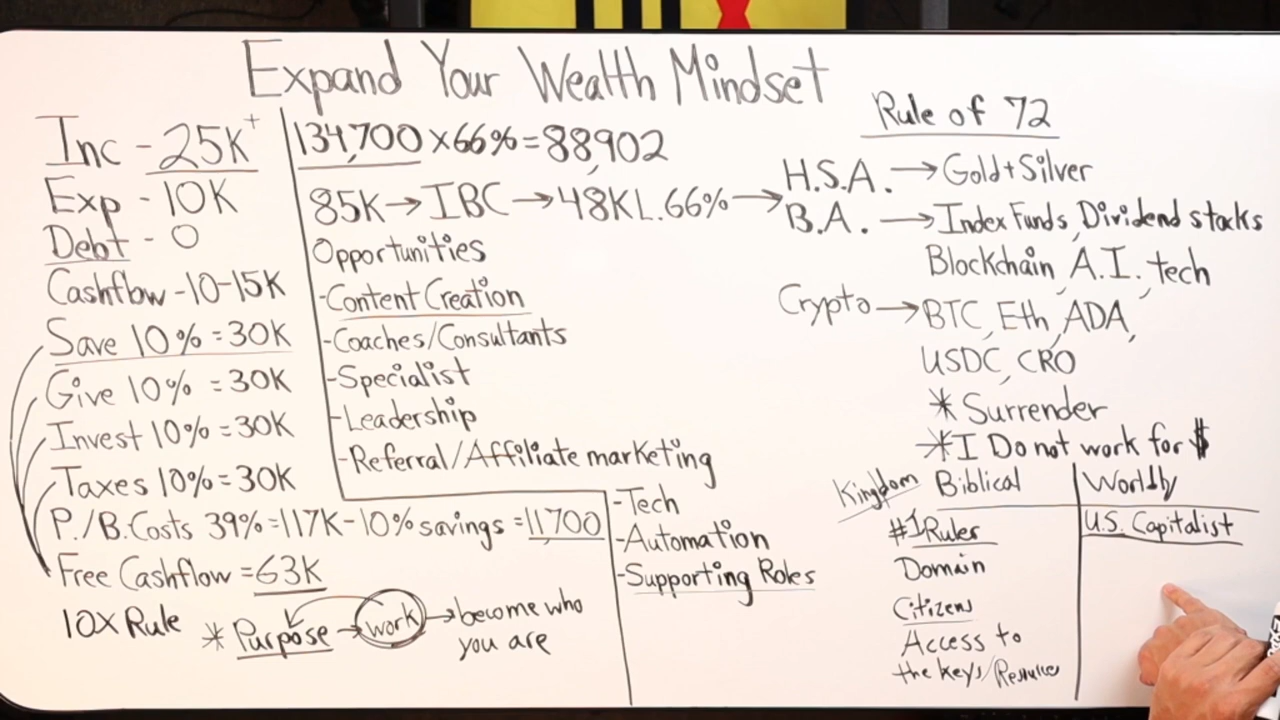 Expand Your Wealth Mindset
Inc - 25K+
Exp - 10K
Debt - 0
Cashflow - 10-15K
Save 10% = 30K
Give 10% = 30K
Invest 10% = 30K
Taxes 10% = 30K
P./B. Costs 39% = 117K - 10% savings = 11,700
Free Cashflow = 63K
10X Rule
* Purpose → work → become who
you are
134,700 x 66% = 88,902
85K → IBC → 48K L. 66% →
Opportunities
- Content Creation
- Coaches/Consultants
- Specialist
- Leadership
- Referral/Affiliate marketing
- Tech
- Automation
- Supporting Roles
Rule of 72
H.S.A. → Gold + Silver
B.A. → Index Funds, Dividend stocks
Blockchain, A.I., tech
Crypto → BTC, Eth, ADA,
USDC, CRO
* Surrender
* I Do not work for $
Kingdom Biblical
#1 Ruler
Domain
Citizens
Access to
the keys/Resources
Worldly
U.S. Capitalist